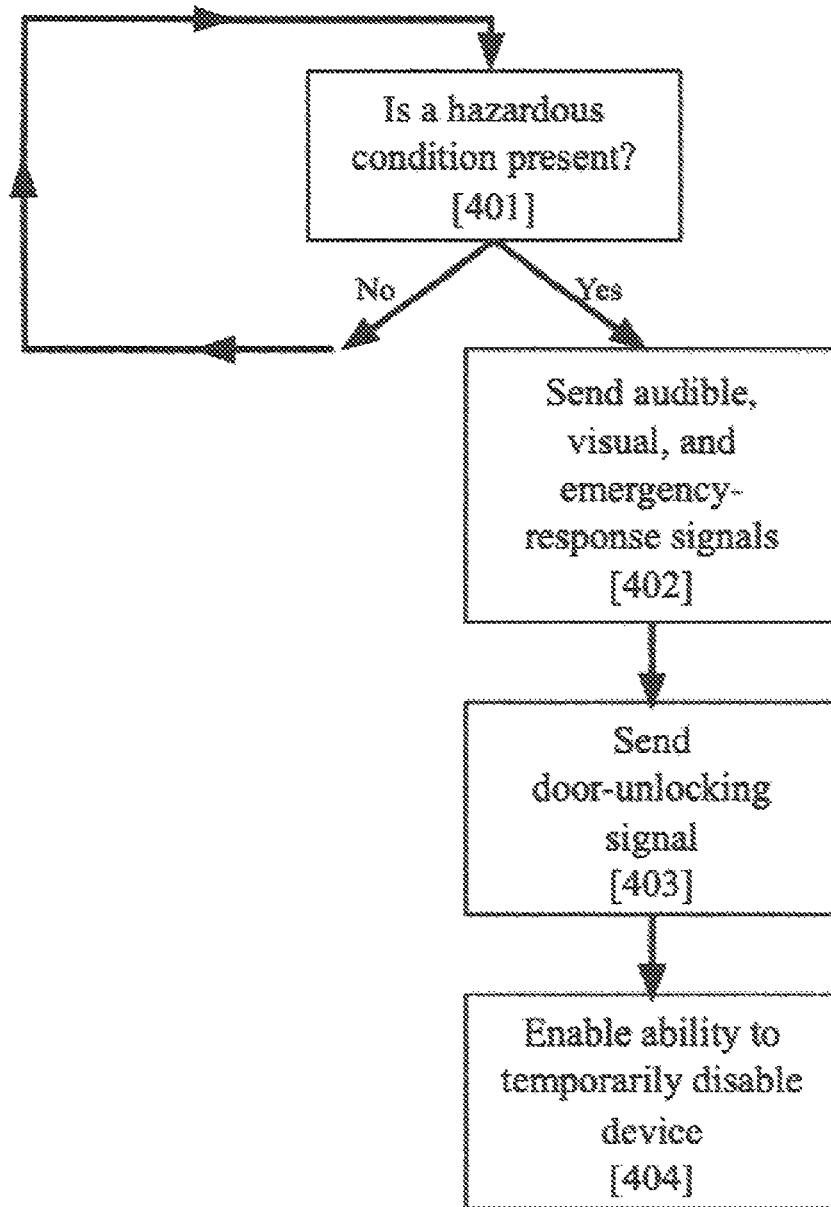 Is a hazardous
condition present?
[401]
No
Yes
Send audible,
visual, and
emergency-
response signals
[402]
Send
door-unlocking
signal
[403]
Enable ability to
temporarily disable
device
[404]